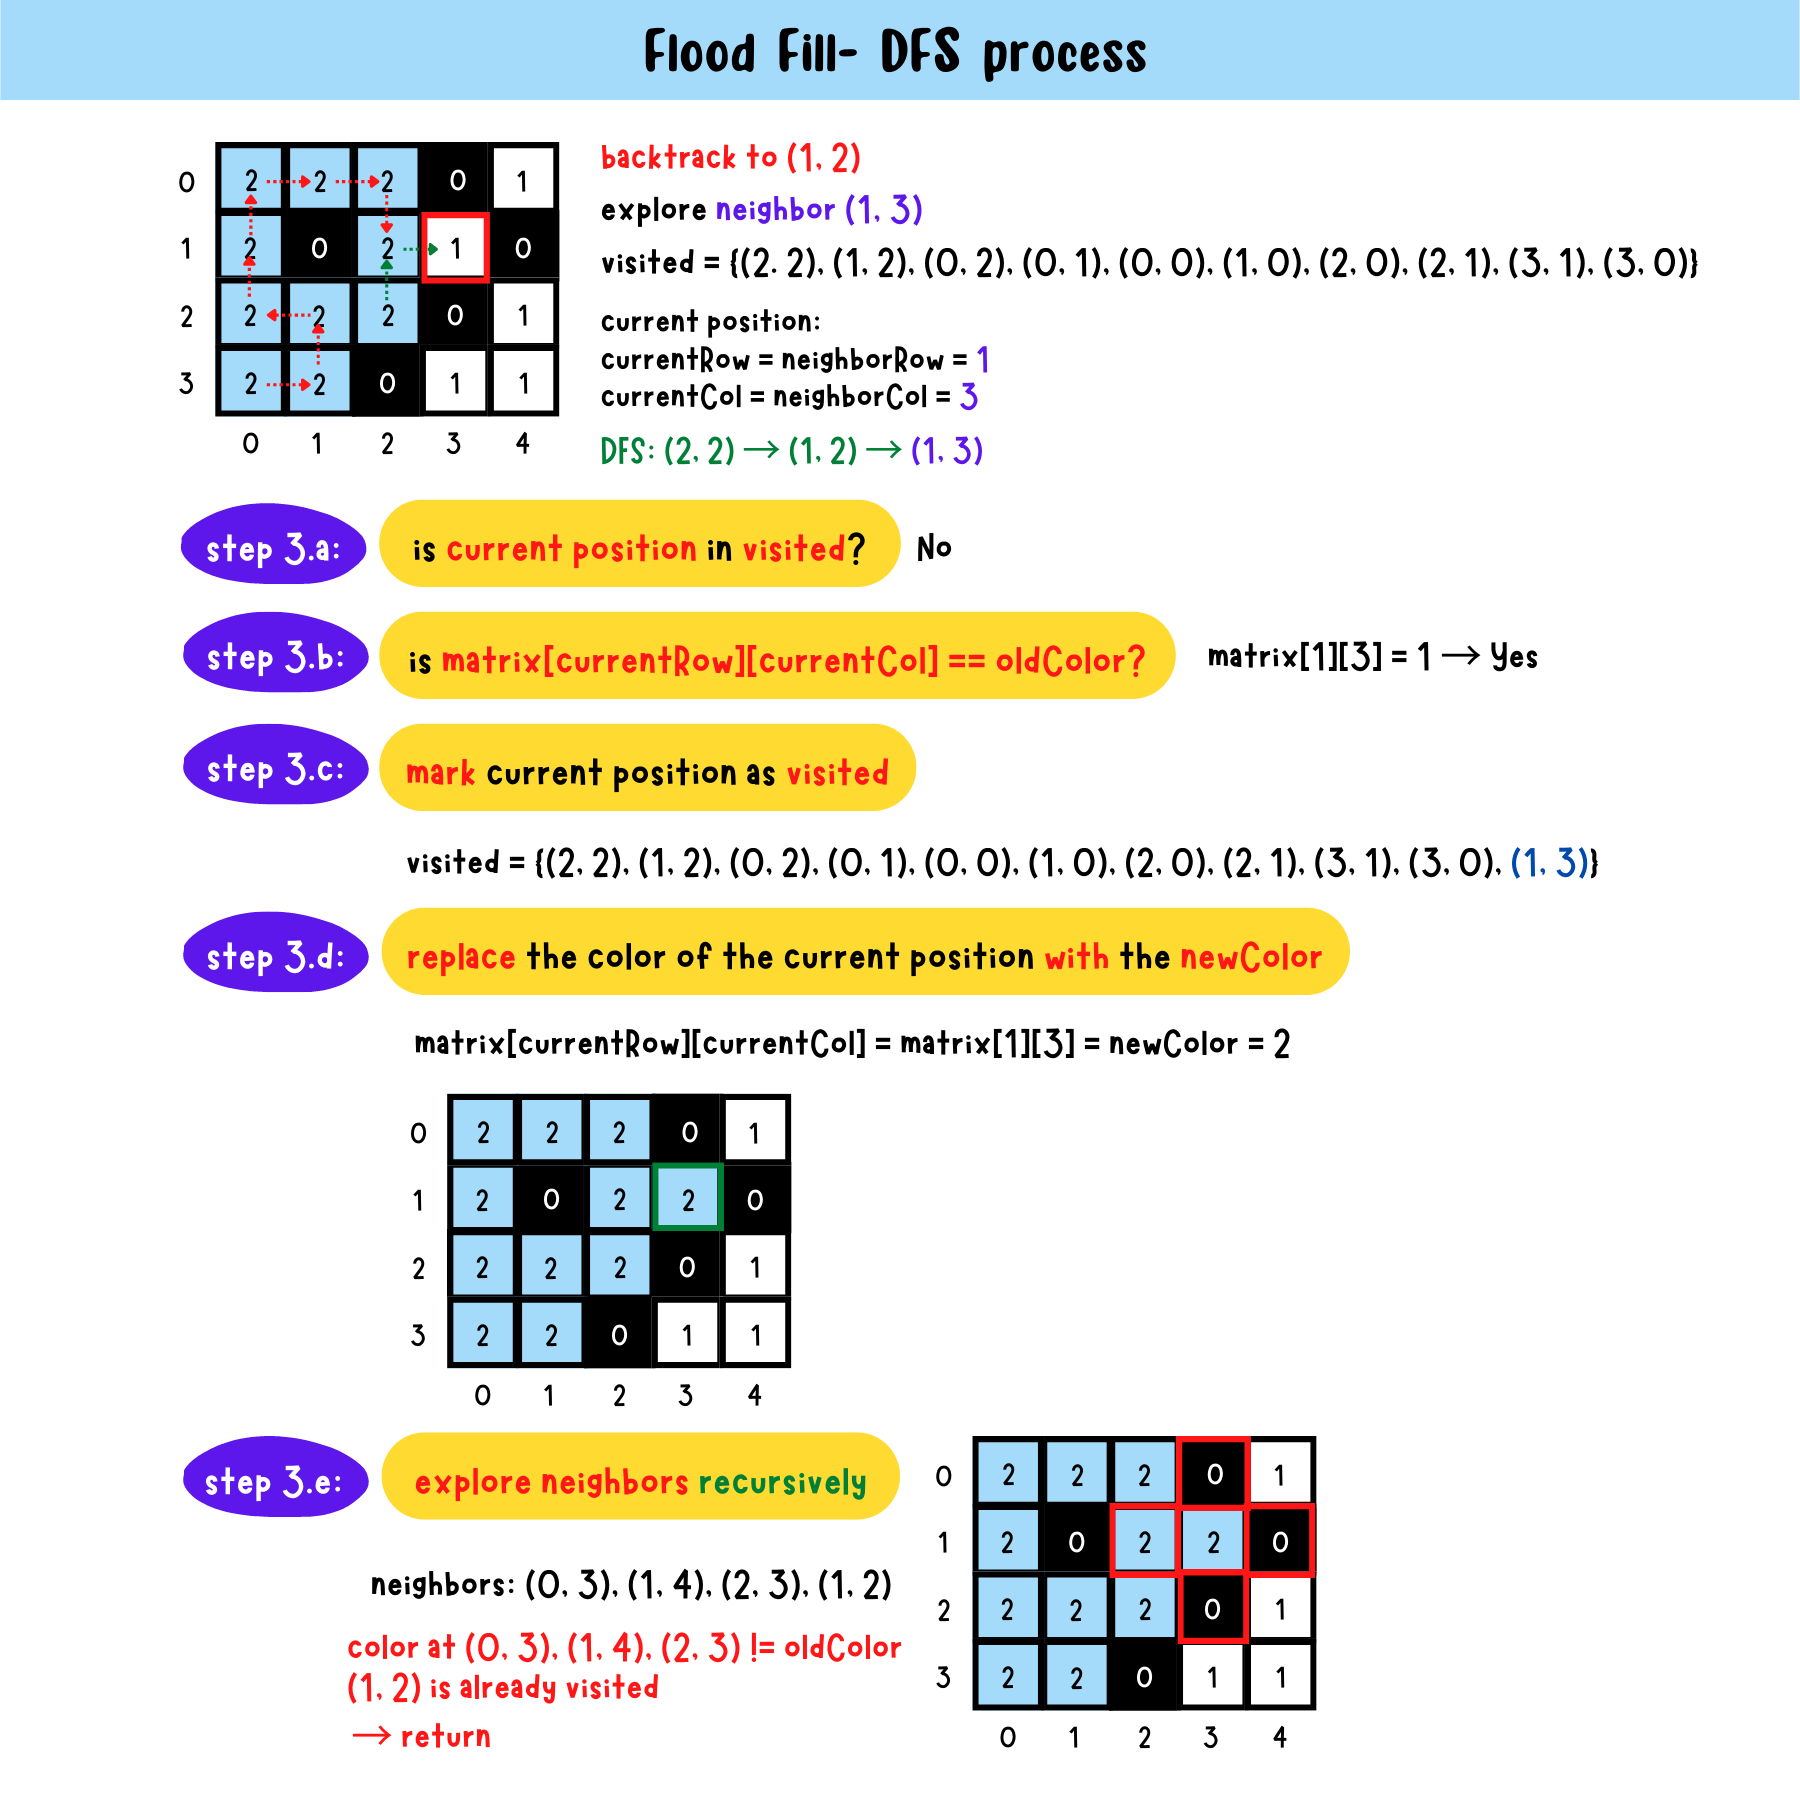 Flood Fill- DFS process
0 2 2 2 0 1
1 2 0 2 1 0
2 2 2 2 0 1
3 2 2 0 1 1
0 1 2 3 4
backtrack to (1, 2)
explore neighbor (1, 3)
visited = {(2. 2), (1, 2), (0, 2), (0, 1), (0, 0), (1, 0), (2, 0), (2, 1), (3, 1), (3, 0)}
current position:
currentRow = neighborRow = 1
currentCol = neighborCol = 3
DFS: (2, 2) → (1, 2) → (1, 3)
step 3.a: is current position in visited? No
step 3.b: is matrix[currentRow][currentCol] == oldColor? matrix[1][3] = 1 → Yes
step 3.c: mark current position as visited
visited = {(2, 2), (1, 2), (0, 2), (0, 1), (0, 0), (1, 0), (2, 0), (2, 1), (3, 1), (3, 0), (1, 3)}
step 3.d: replace the color of the current position with the newColor
matrix[currentRow][currentCol] = matrix[1][3] = newColor = 2
0 2 2 2 0 1
1 2 0 2 2 0
2 2 2 2 0 1
3 2 2 0 1 1
0 1 2 3 4
step 3.e: explore neighbors recursively
neighbors: (0, 3), (1, 4), (2, 3), (1, 2)
color at (0, 3), (1, 4), (2, 3) != oldColor
(1, 2) is already visited
→ return
0 2 2 2 0 1
1 2 0 2 2 0
2 2 2 2 0 1
3 2 2 0 1 1
0 1 2 3 4